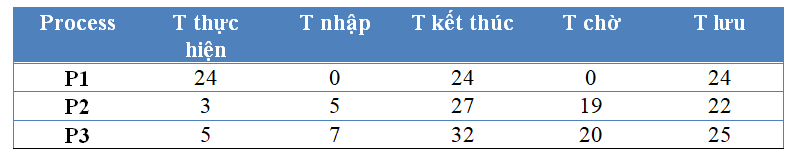 Process T thực hiện T nhập T kết thúc T chờ T lưu
P1 24 0 24 0 24
P2 3 5 27 19 22
P3 5 7 32 20 25